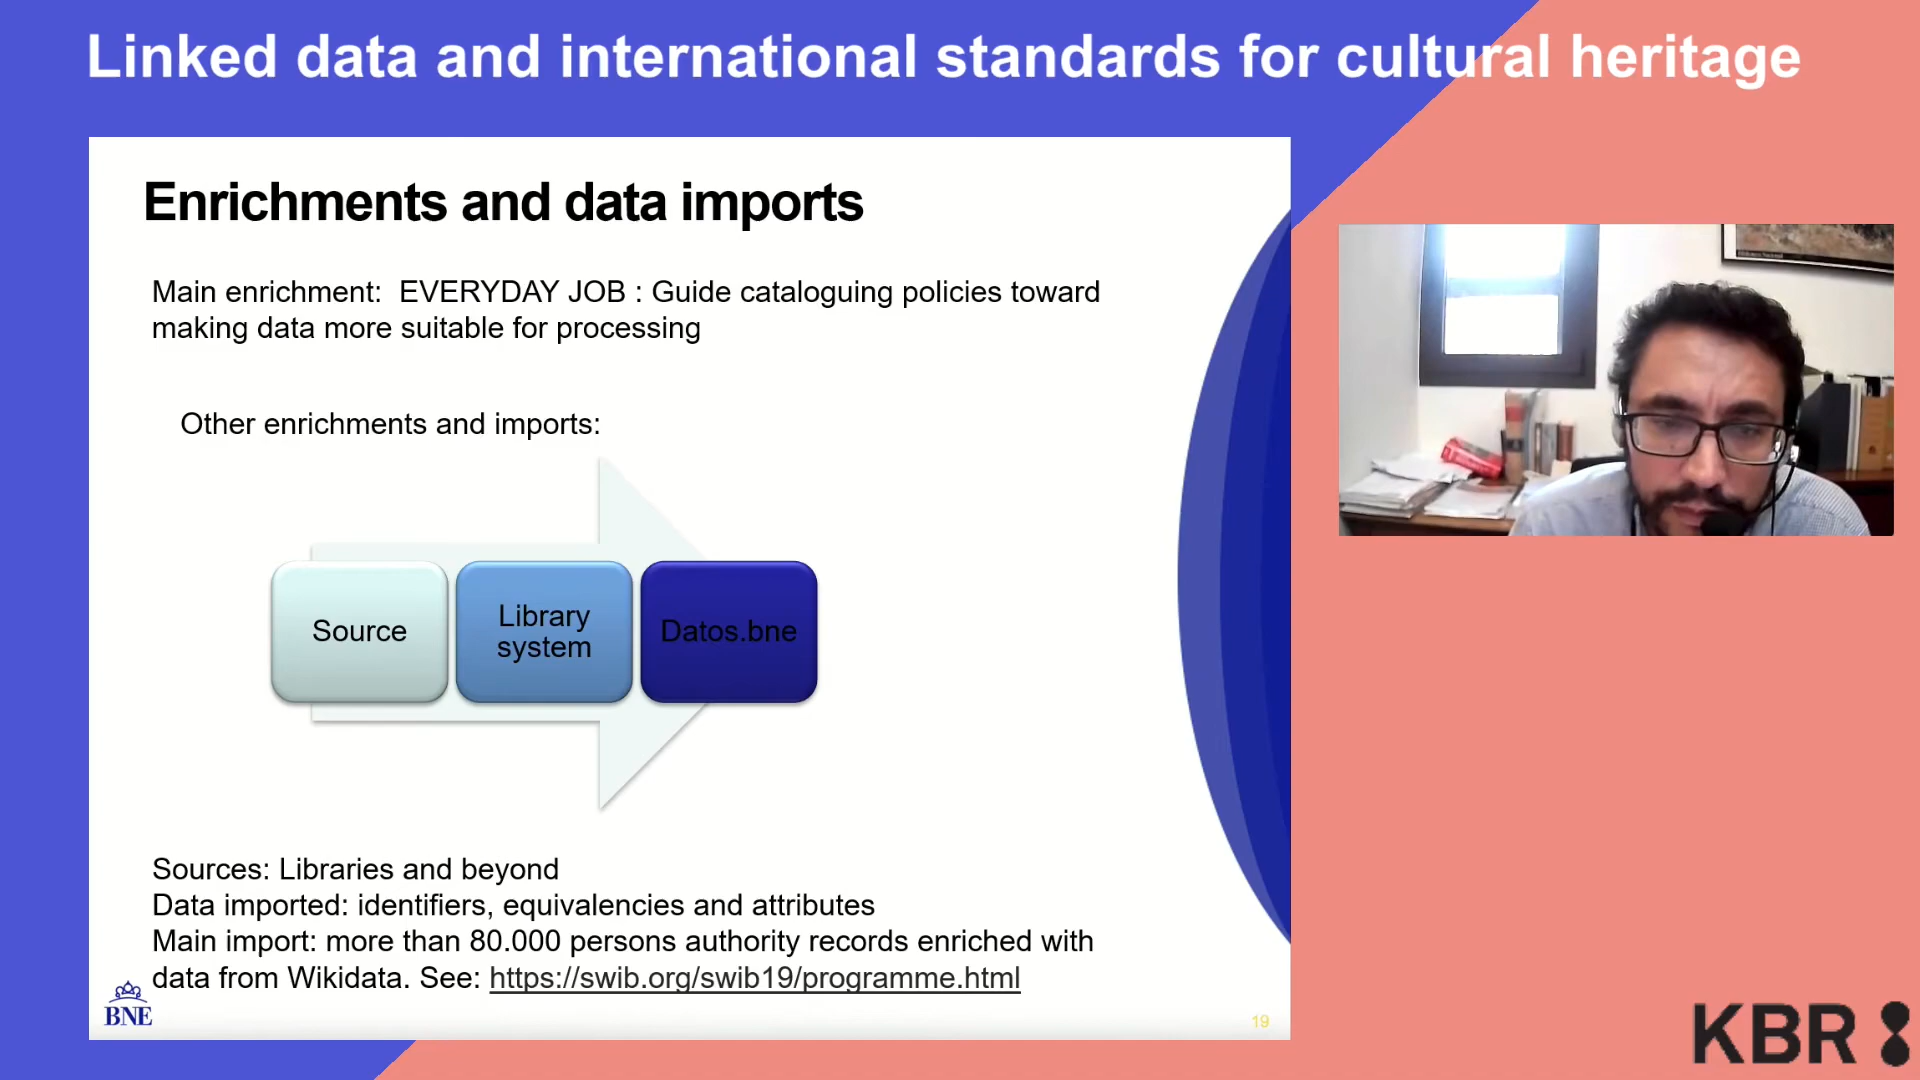 Linked data and international standards for cultural heritage
Enrichments and data imports
Main enrichment: EVERYDAY JOB : Guide cataloguing policies toward
making data more suitable for processing
Other enrichments and imports:
Source
Library
system
Datos.bne
Sources: Libraries and beyond
Data imported: identifiers, equivalencies and attributes
Main import: more than 80.000 persons authority records enriched with
data from Wikidata. See: https://swib.org/swib19/programme.html
BNE
19
KBR